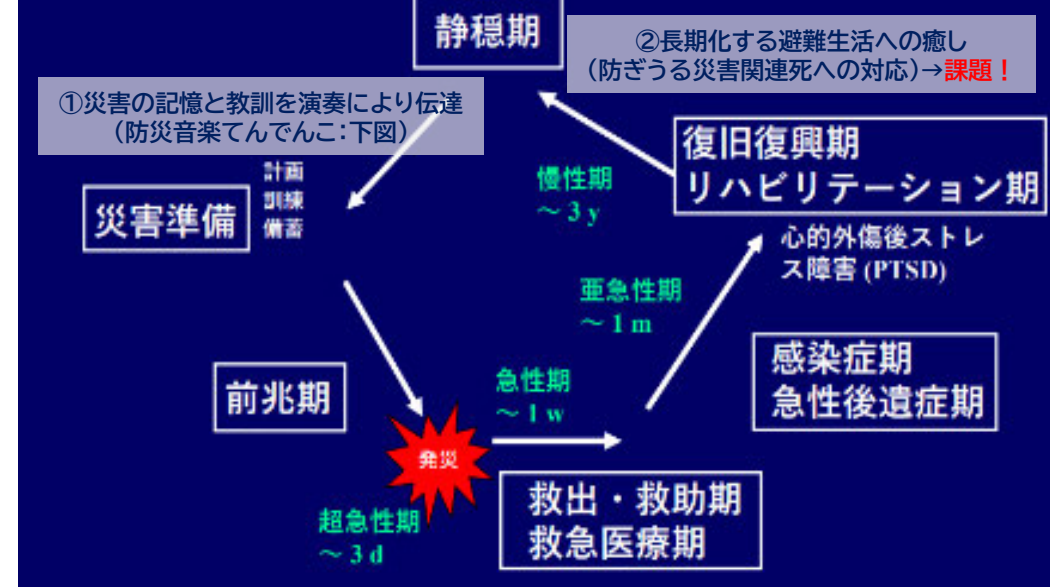 静穏期
②長期化する避難生活への癒し
（防ぎうる災害関連死への対応）→課題！
①災害の記憶と教訓を演奏により伝達
（防災音楽てんでんこ：下図）
復旧復興期
リハビリテーション期
慢性期
～3 y
計画
訓練
備蓄
災害準備
心的外傷後ストレ
ス障害 (PTSD)
亜急性期
～1 m
感染症期
急性後遺症期
前兆期
急性期
～1 w
発災
救出・救助期
救急医療期
超急性期
～3 d